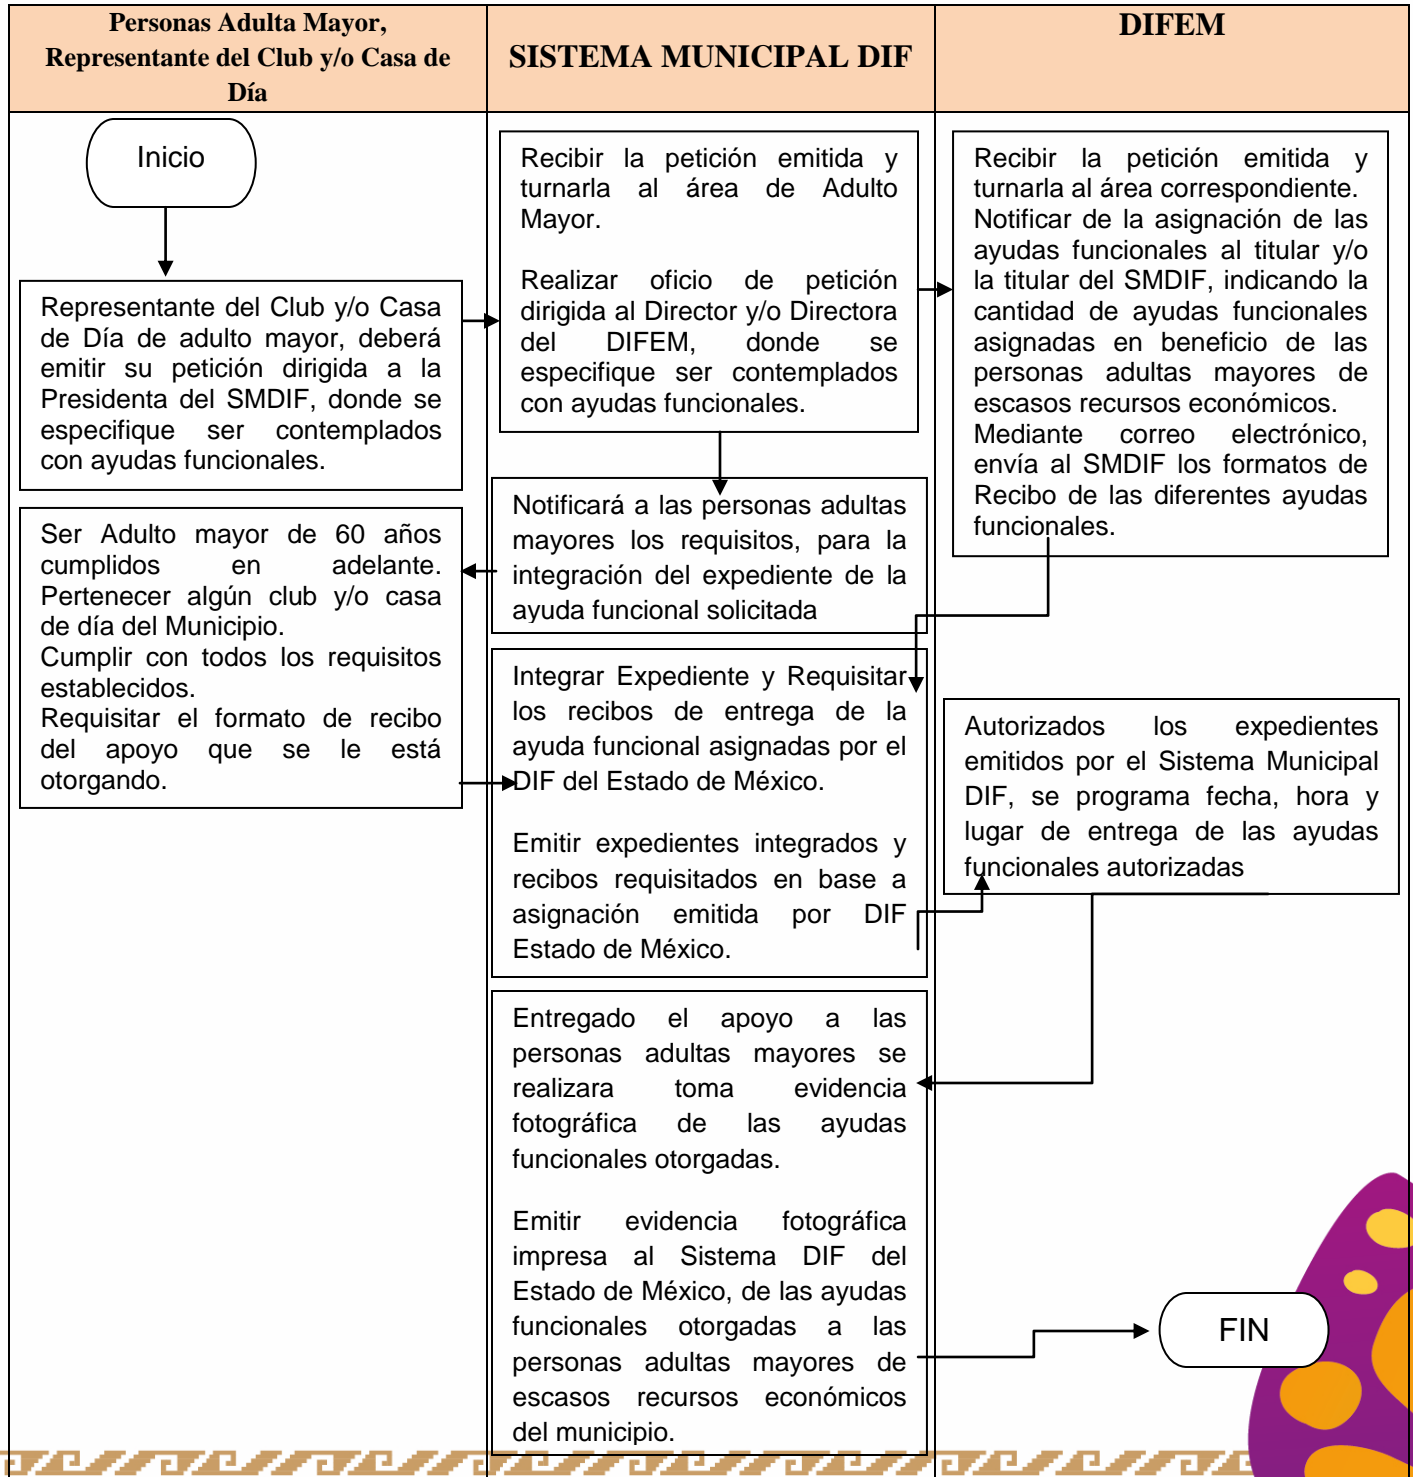 Personas Adulta Mayor,
Representante del Club y/o Casa de
Día
SISTEMA MUNICIPAL DIF
DIFEM
Inicio
Representante del Club y/o Casa
de Día de adulto mayor, deberá
emitir su petición dirigida a la
Presidenta del SMDIF, donde se
especifique ser contemplados
con ayudas funcionales.
Ser Adulto mayor de 60 años
cumplidos en adelante.
Pertenecer algún club y/o casa
de día del Municipio.
Cumplir con todos los requisitos
establecidos.
Requisitar el formato de recibo
del apoyo que se le está
otorgando.
Recibir la petición emitida y
turnarla al área de Adulto
Mayor.
Realizar oficio de petición
dirigida al Director y/o Directora
del DIFEM, donde se
especifique ser contemplados
con ayudas funcionales.
Notificará a las personas adultas
mayores los requisitos, para la
integración del expediente de la
ayuda funcional solicitada
Integrar Expediente y Requisitar
los recibos de entrega de la
ayuda funcional asignadas por el
DIF del Estado de México.
Emitir expedientes integrados y
recibos requisitados en base a
asignación emitida por DIF
Estado de México.
Entregado el apoyo a las
personas adultas mayores se
realizara toma evidencia
fotográfica de las ayudas
funcionales otorgadas.
Emitir evidencia fotográfica
impresa al Sistema DIF del
Estado de México, de las ayudas
funcionales otorgadas a las
personas adultas mayores de
escasos recursos económicos
del municipio.
Recibir la petición emitida y
turnarla al área correspondiente.
Notificar de la asignación de las
ayudas funcionales al titular y/o
la titular del SMDIF, indicando la
cantidad de ayudas funcionales
asignadas en beneficio de las
personas adultas mayores de
escasos recursos económicos.
Mediante correo electrónico,
envía al SMDIF los formatos de
Recibo de las diferentes ayudas
funcionales.
Autorizados los expedientes
emitidos por el Sistema Municipal
DIF, se programa fecha, hora y
lugar de entrega de las ayudas
funcionales autorizadas
FIN